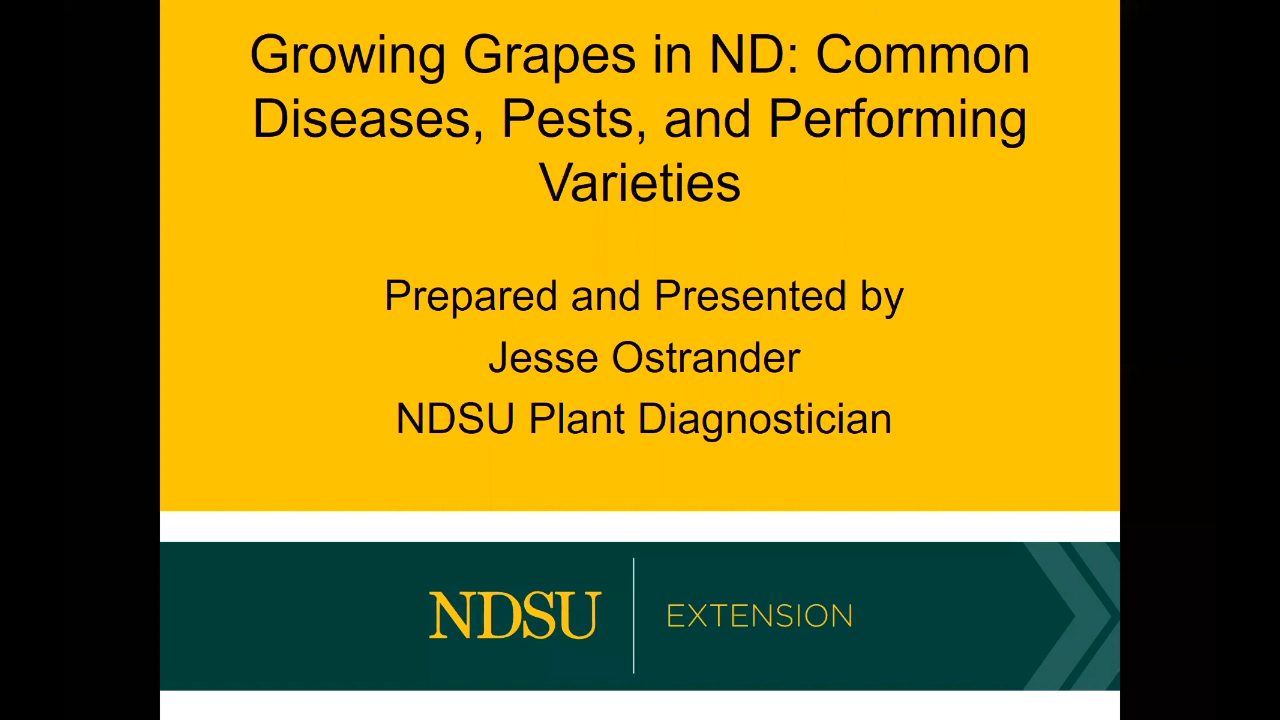 Growing Grapes in ND: Common
Diseases, Pests, and Performing
Varieties
Prepared and Presented by
Jesse Ostrander
NDSU Plant Diagnostician
NDSU EXTENSION